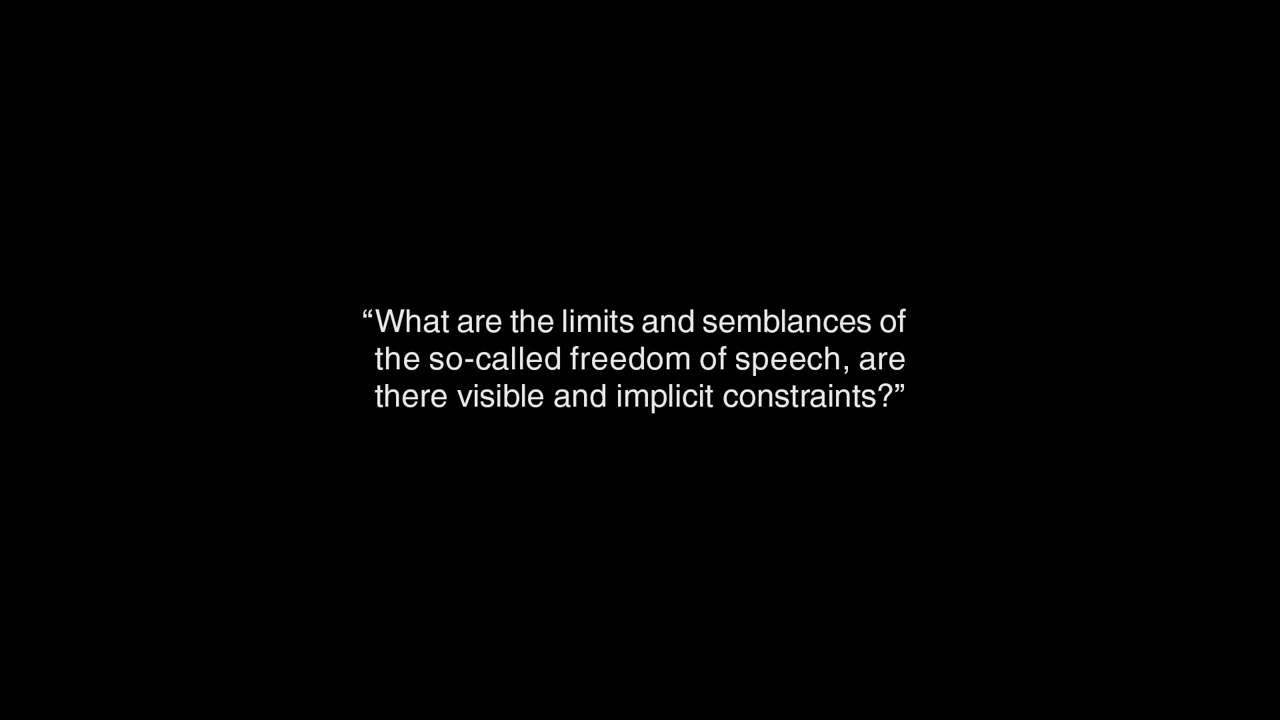 “What are the limits and semblances of
the so-called freedom of speech, are
there visible and implicit constraints?”